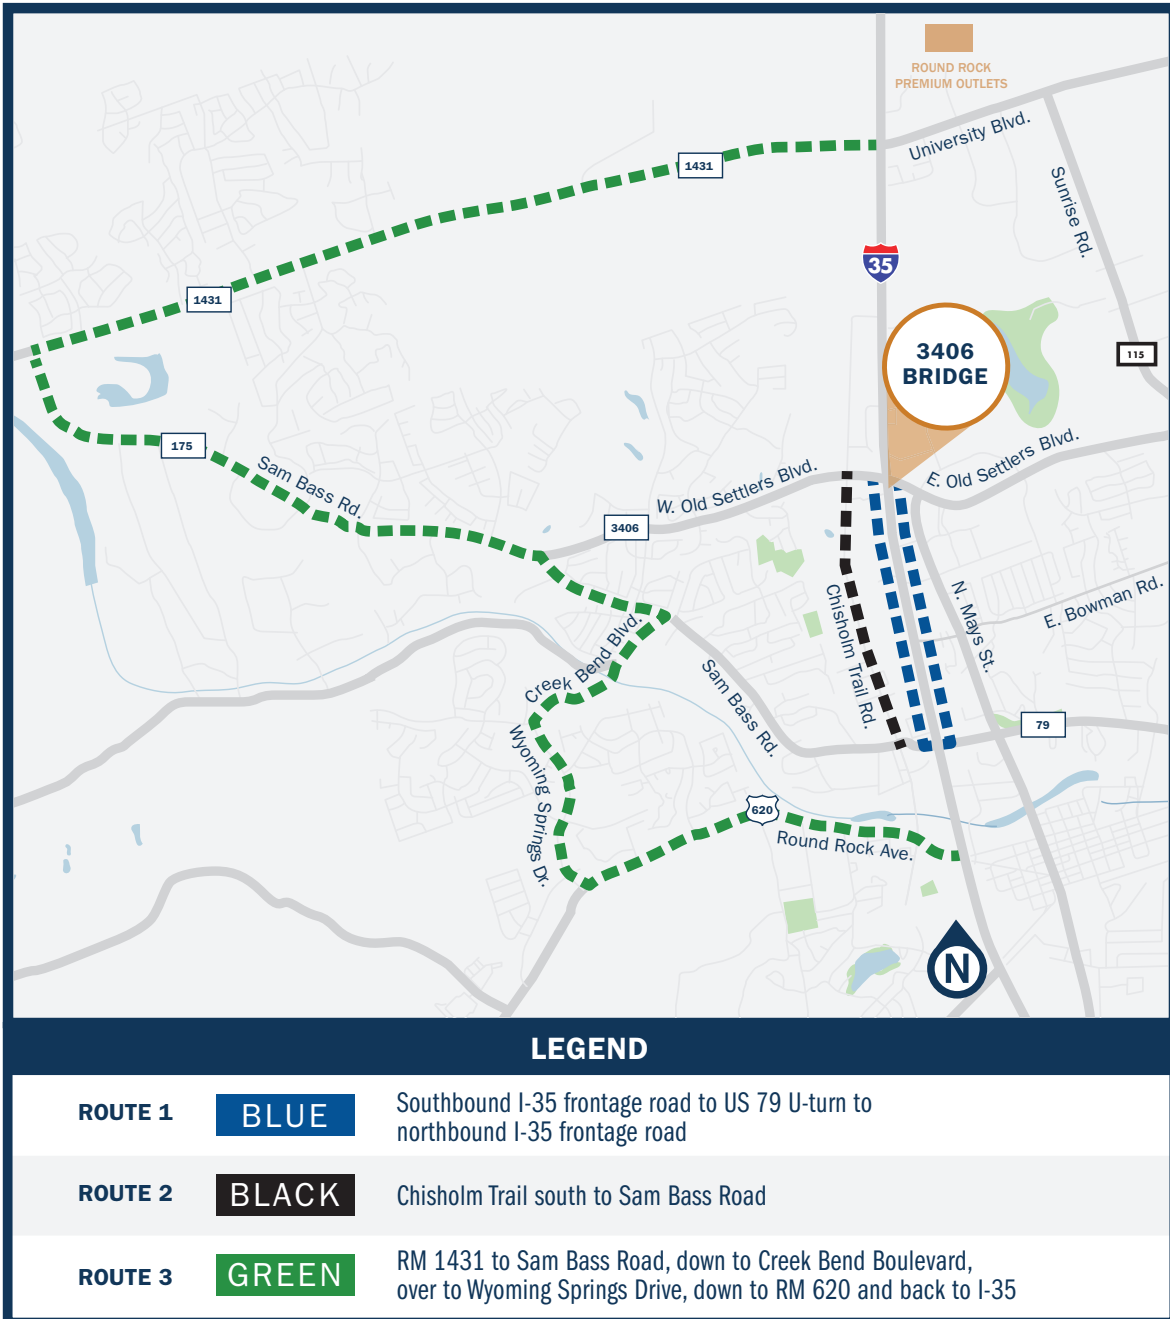 ROUND ROCK
PREMIUM OUTLETS
University Blvd.
1431
Sunrise Rd.
35
1431
3406
BRIDGE
115
175
Sam Bass Rd.
W. Old Settlers Blvd.
E. Old Settlers Blvd.
3406
Chisholm Trail Rd.
N. Mays St.
E. Bowman Rd.
Creek Bend Blvd.
Sam Bass Rd.
79
Wyoming Springs Dr.
620
Round Rock Ave.
N
LEGEND
ROUTE 1
BLUE
Southbound I-35 frontage road to US 79 U-turn to
northbound I-35 frontage road
ROUTE 2
BLACK
Chisholm Trail south to Sam Bass Road
ROUTE 3
GREEN
RM 1431 to Sam Bass Road, down to Creek Bend Boulevard,
over to Wyoming Springs Drive, down to RM 620 and back to I-35